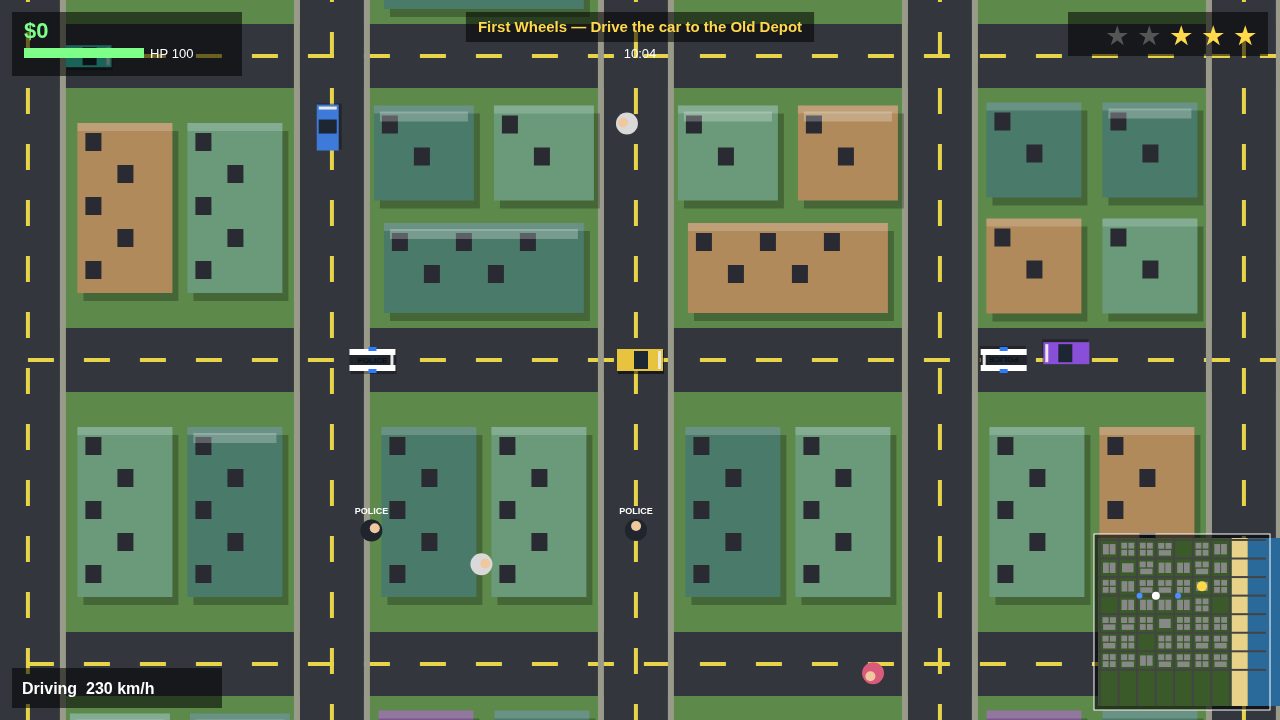 $0
HP 100
First Wheels — Drive the car to the Old Depot
10:04
POLICE
POLICE
Driving 230 km/h